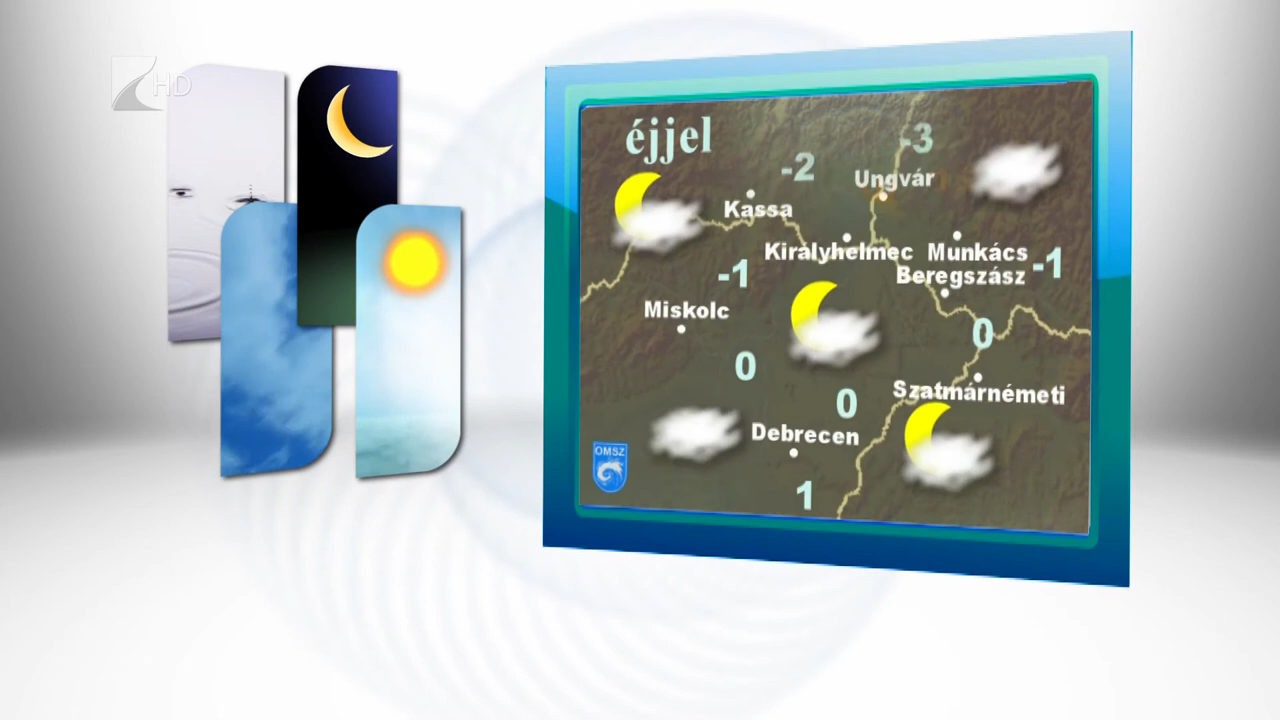 HD
éjjel
-3
-2
Ungvár
Kassa
Királyhelmec
Munkács
-1
Beregszász
-1
Miskolc
0
0
Szatmárnémeti
0
Debrecen
OMSZ
1